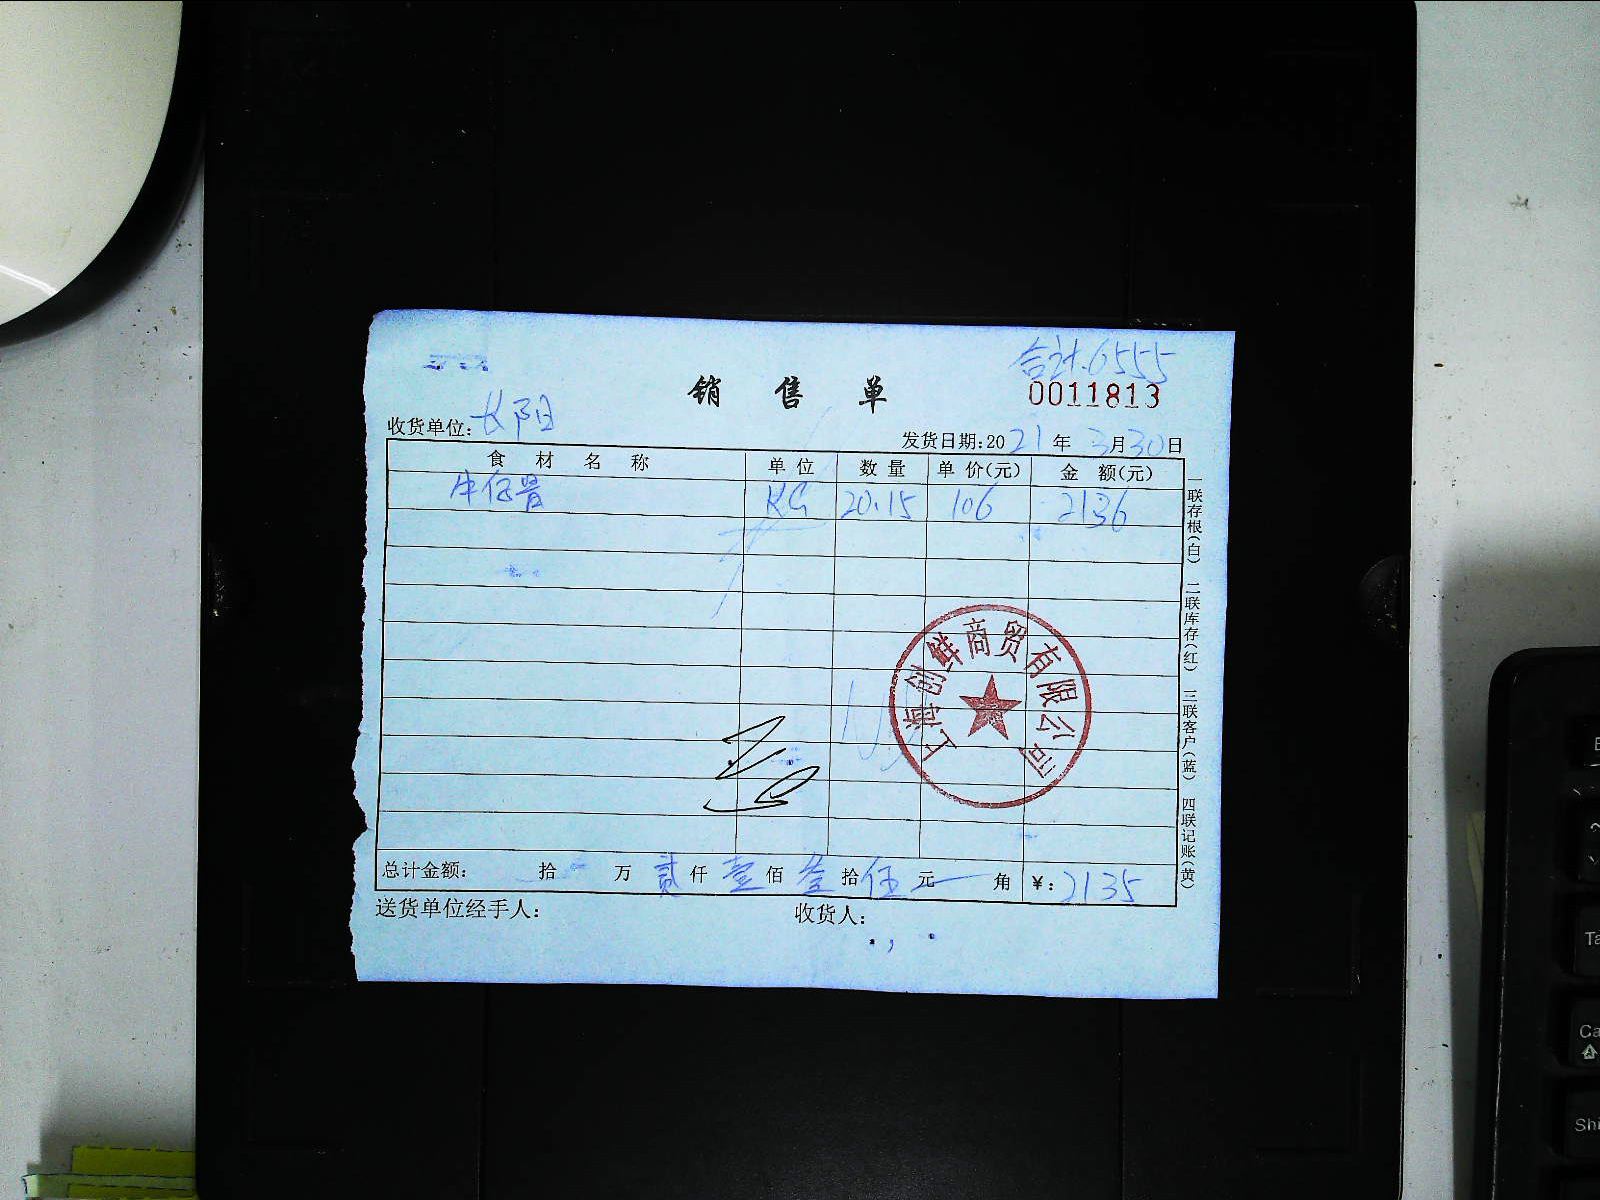 合计.6555
销售单
0011813
收货单位: 长阳
发货日期:2021年3月30日
食材名称 单位 数量 单价(元) 金额(元)
牛仔骨 KG 20.15 106 2136
上海创鲜商贸有限公司
总计金额: 拾 万 贰仟 壹佰 叁拾 伍元 角 ¥: 2135
送货单位经手人: 收货人:
一联存根(白) 二联库存(红) 三联客户(蓝) 四联记账(黄)